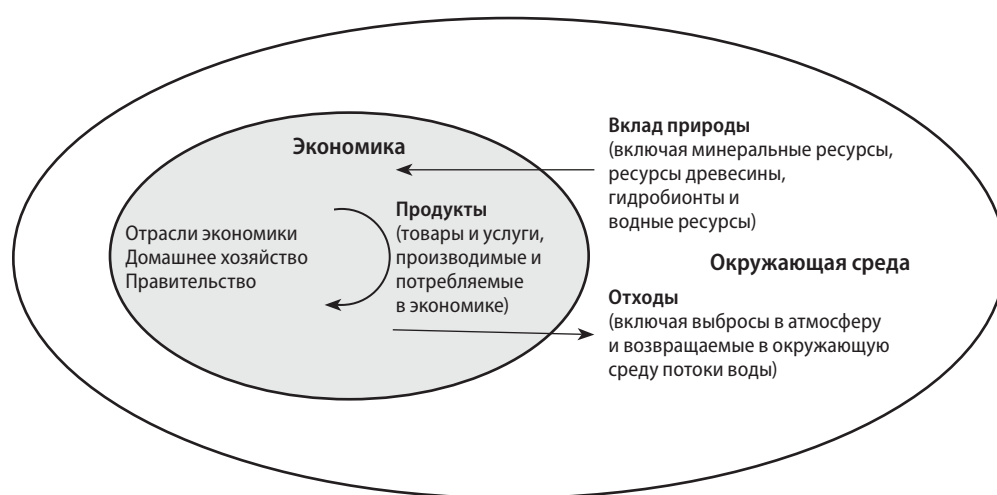 Экономика
Отрасли экономики
Домашнее хозяйство
Правительство
Продукты
(товары и услуги,
производимые и
потребляемые
в экономике)
Вклад природы
(включая минеральные ресурсы,
ресурсы древесины,
гидробионты и
водные ресурсы)
Окружающая среда
Отходы
(включая выбросы в атмосферу
и возвращаемые в окружающую
среду потоки воды)